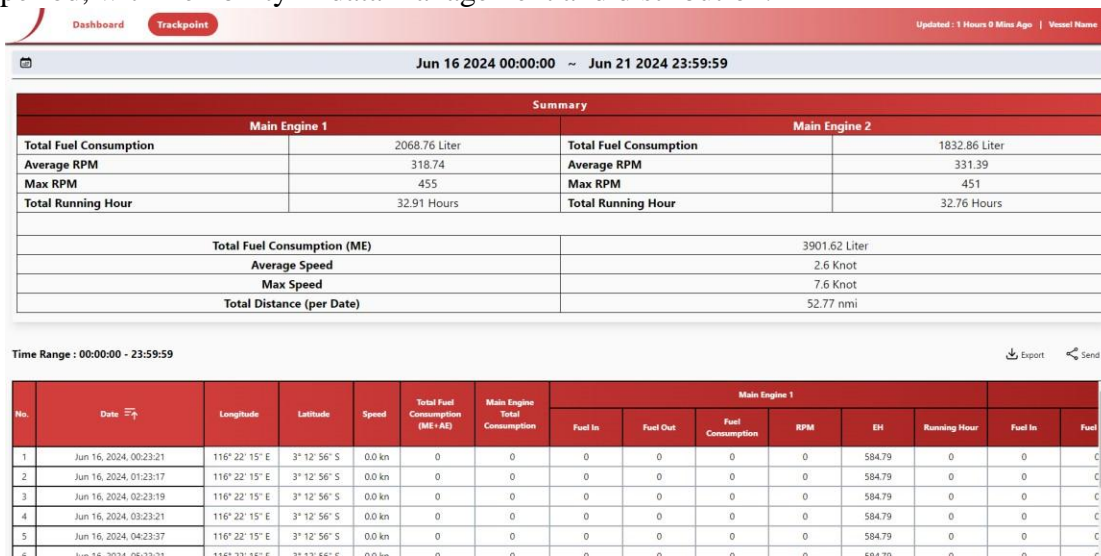 Dashboard Trackpoint Updated : 1 Hours 0 Mins Ago | Vessel Name
Jun 16 2024 00:00:00 ~ Jun 21 2024 23:59:59
Summary
Main Engine 1 Main Engine 2
Total Fuel Consumption 2068.76 Liter Total Fuel Consumption 1832.86 Liter
Average RPM 318.74 Average RPM 331.39
Max RPM 455 Max RPM 451
Total Running Hour 32.91 Hours Total Running Hour 32.76 Hours
Total Fuel Consumption (ME) 3901.62 Liter
Average Speed 2.6 Knot
Max Speed 7.6 Knot
Total Distance (per Date) 52.77 nmi
Time Range : 00:00:00 - 23:59:59 Export Send
No. Date Longitude Latitude Speed Total Fuel Consumption (ME+AE) Main Engine Total Consumption Main Engine 1
Fuel In Fuel Out Fuel Consumption RPM EH Running Hour Fuel In Fuel
1 Jun 16, 2024, 00:23:21 116° 22' 15" E 3° 12' 56" S 0.0 kn 0 0 0 0 0 0 584.79 0 0
2 Jun 16, 2024, 01:23:17 116° 22' 15" E 3° 12' 56" S 0.0 kn 0 0 0 0 0 0 584.79 0 0
3 Jun 16, 2024, 02:23:19 116° 22' 15" E 3° 12' 56" S 0.0 kn 0 0 0 0 0 0 584.79 0 0
4 Jun 16, 2024, 03:23:21 116° 22' 15" E 3° 12' 56" S 0.0 kn 0 0 0 0 0 0 584.79 0 0
5 Jun 16, 2024, 04:23:37 116° 22' 15" E 3° 12' 56" S 0.0 kn 0 0 0 0 0 0 584.79 0 0